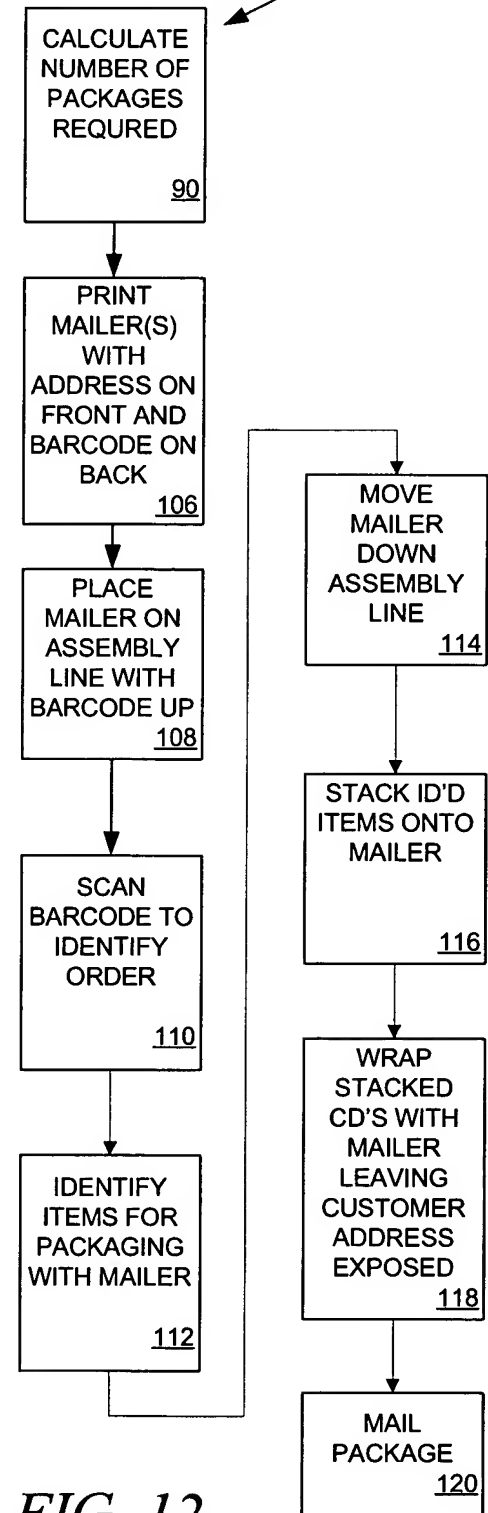 CALCULATE
NUMBER OF
PACKAGES
REQURED
90
PRINT
MAILER(S)
WITH
ADDRESS ON
FRONT AND
BARCODE ON
BACK
106
PLACE
MAILER ON
ASSEMBLY
LINE WITH
BARCODE UP
108
SCAN
BARCODE TO
IDENTIFY
ORDER
110
IDENTIFY
ITEMS FOR
PACKAGING
WITH MAILER
112
MOVE
MAILER
DOWN
ASSEMBLY
LINE
114
STACK ID'D
ITEMS ONTO
MAILER
116
WRAP
STACKED
CD'S WITH
MAILER
LEAVING
CUSTOMER
ADDRESS
EXPOSED
118
MAIL
PACKAGE
120
FIG. 12